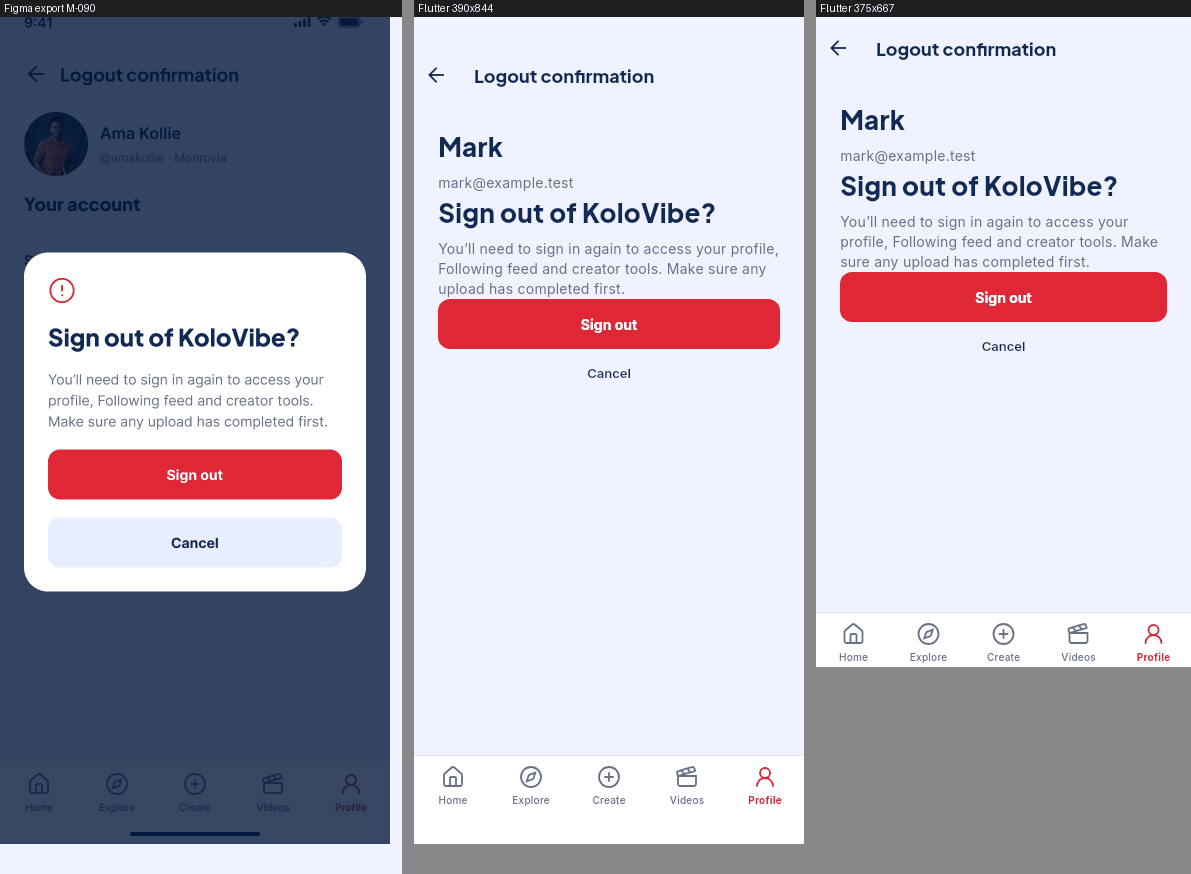 Figma export M-090
9:41
Logout confirmation
Ama Kollie
@amakollie · Monrovia
Your account
Sign out of KoloVibe?
You’ll need to sign in again to access your
profile, Following feed and creator tools.
Make sure any upload has completed first.
Sign out
Cancel
Home
Explore
Create
Videos
Profile
Flutter 390x844
Logout confirmation
Mark
mark@example.test
Sign out of KoloVibe?
You’ll need to sign in again to access your profile,
Following feed and creator tools. Make sure any
upload has completed first.
Sign out
Cancel
Home
Explore
Create
Videos
Profile
Flutter 375x667
Logout confirmation
Mark
mark@example.test
Sign out of KoloVibe?
You’ll need to sign in again to access your
profile, Following feed and creator tools. Make
sure any upload has completed first.
Sign out
Cancel
Home
Explore
Create
Videos
Profile